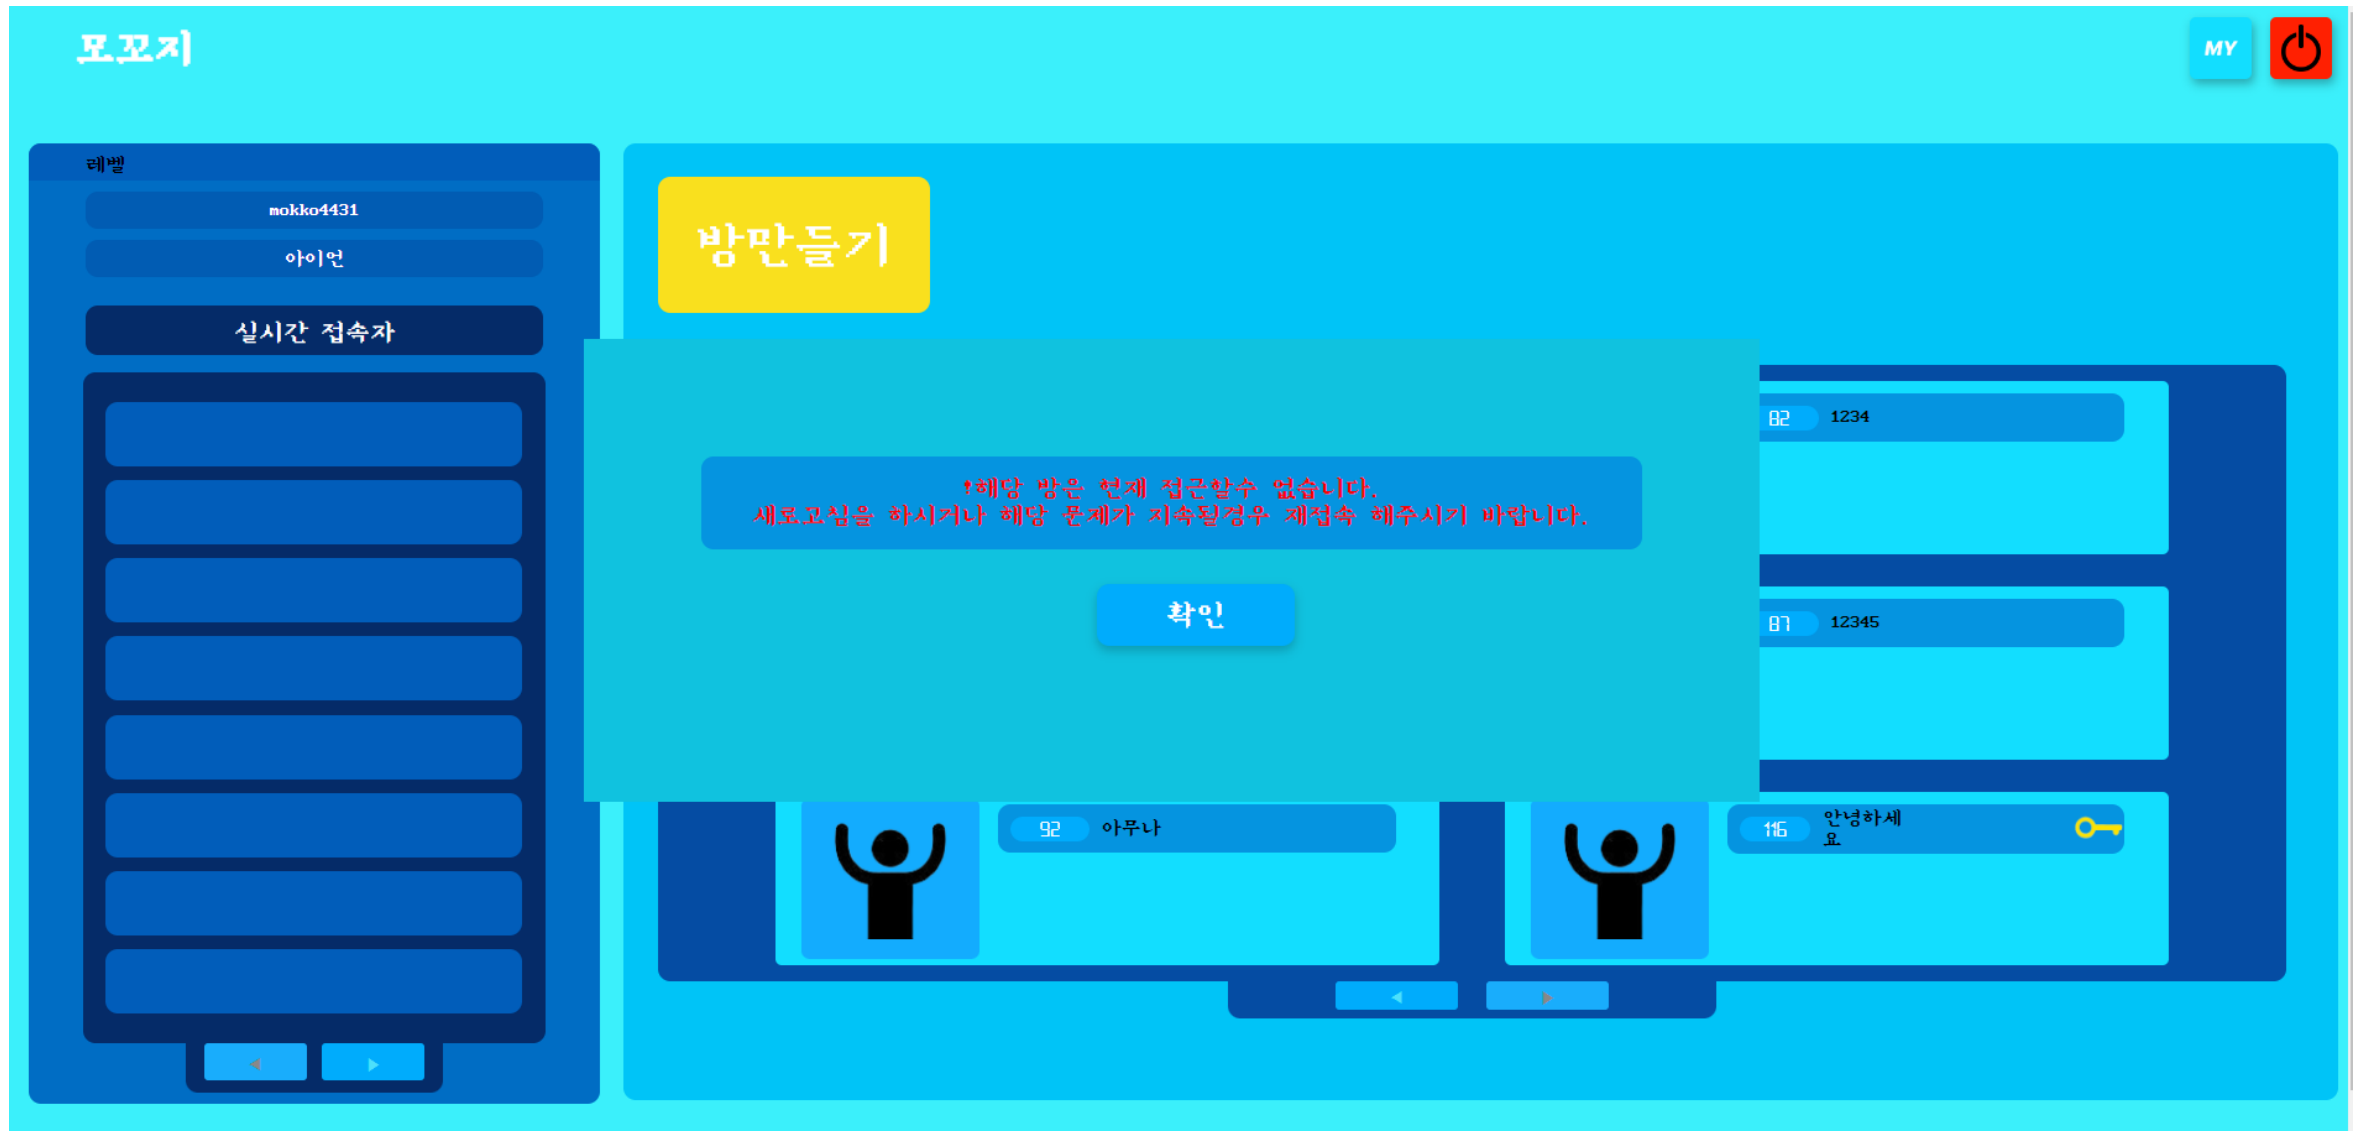 포꼬지
MY
레벨
mokko4431
아이언
실시간 접속자
방만들기
82 1234
!해당 방은 현재 접근할수 없습니다.
새로고침을 하시거나 해당 문제가 지속될경우 재접속 해주시기 바랍니다.
확인
87 12345
92 아무나
116 안녕하세
요